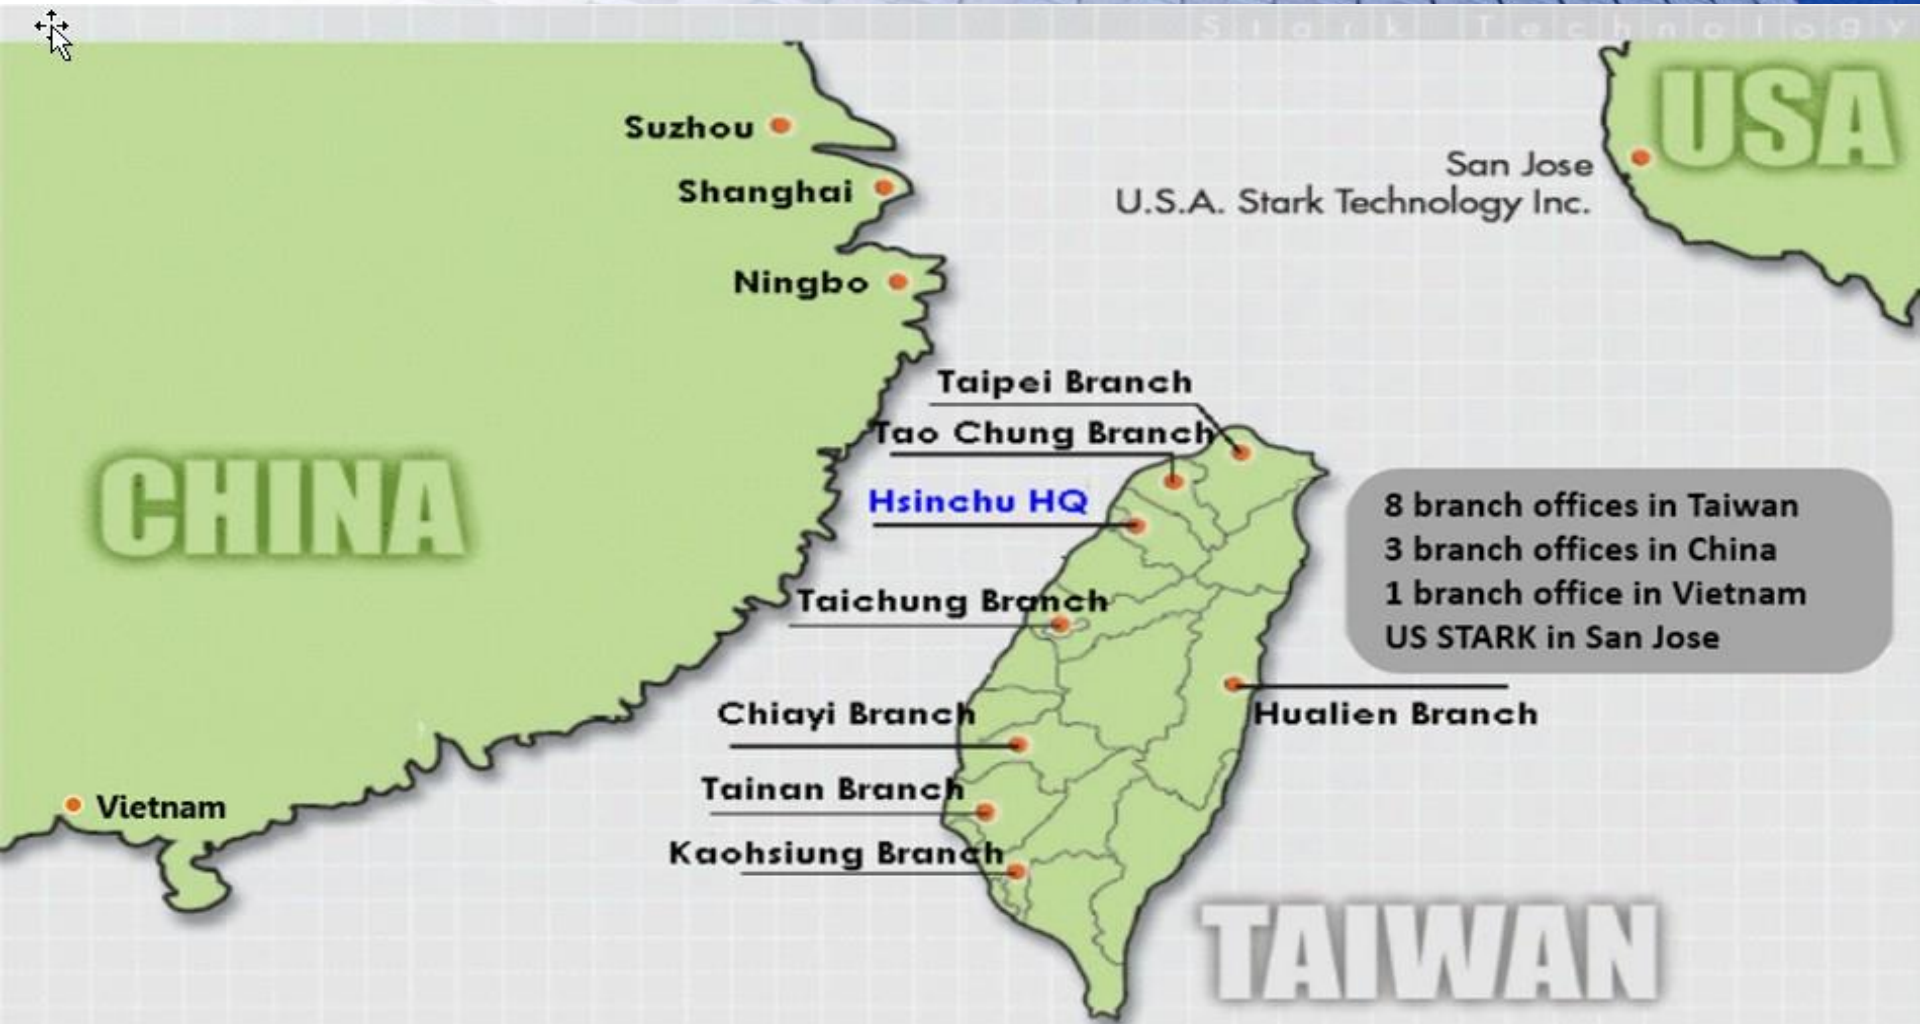 Stark Technology
USA
Suzhou
Shanghai
San Jose
U.S.A. Stark Technology Inc.
Ningbo
Taipei Branch
Tao Chung Branch
CHINA
Hsinchu HQ
8 branch offices in Taiwan
3 branch offices in China
1 branch office in Vietnam
US STARK in San Jose
Taichung Branch
Chiayi Branch
Hualien Branch
Tainan Branch
Vietnam
Kaohsiung Branch
TAIWAN